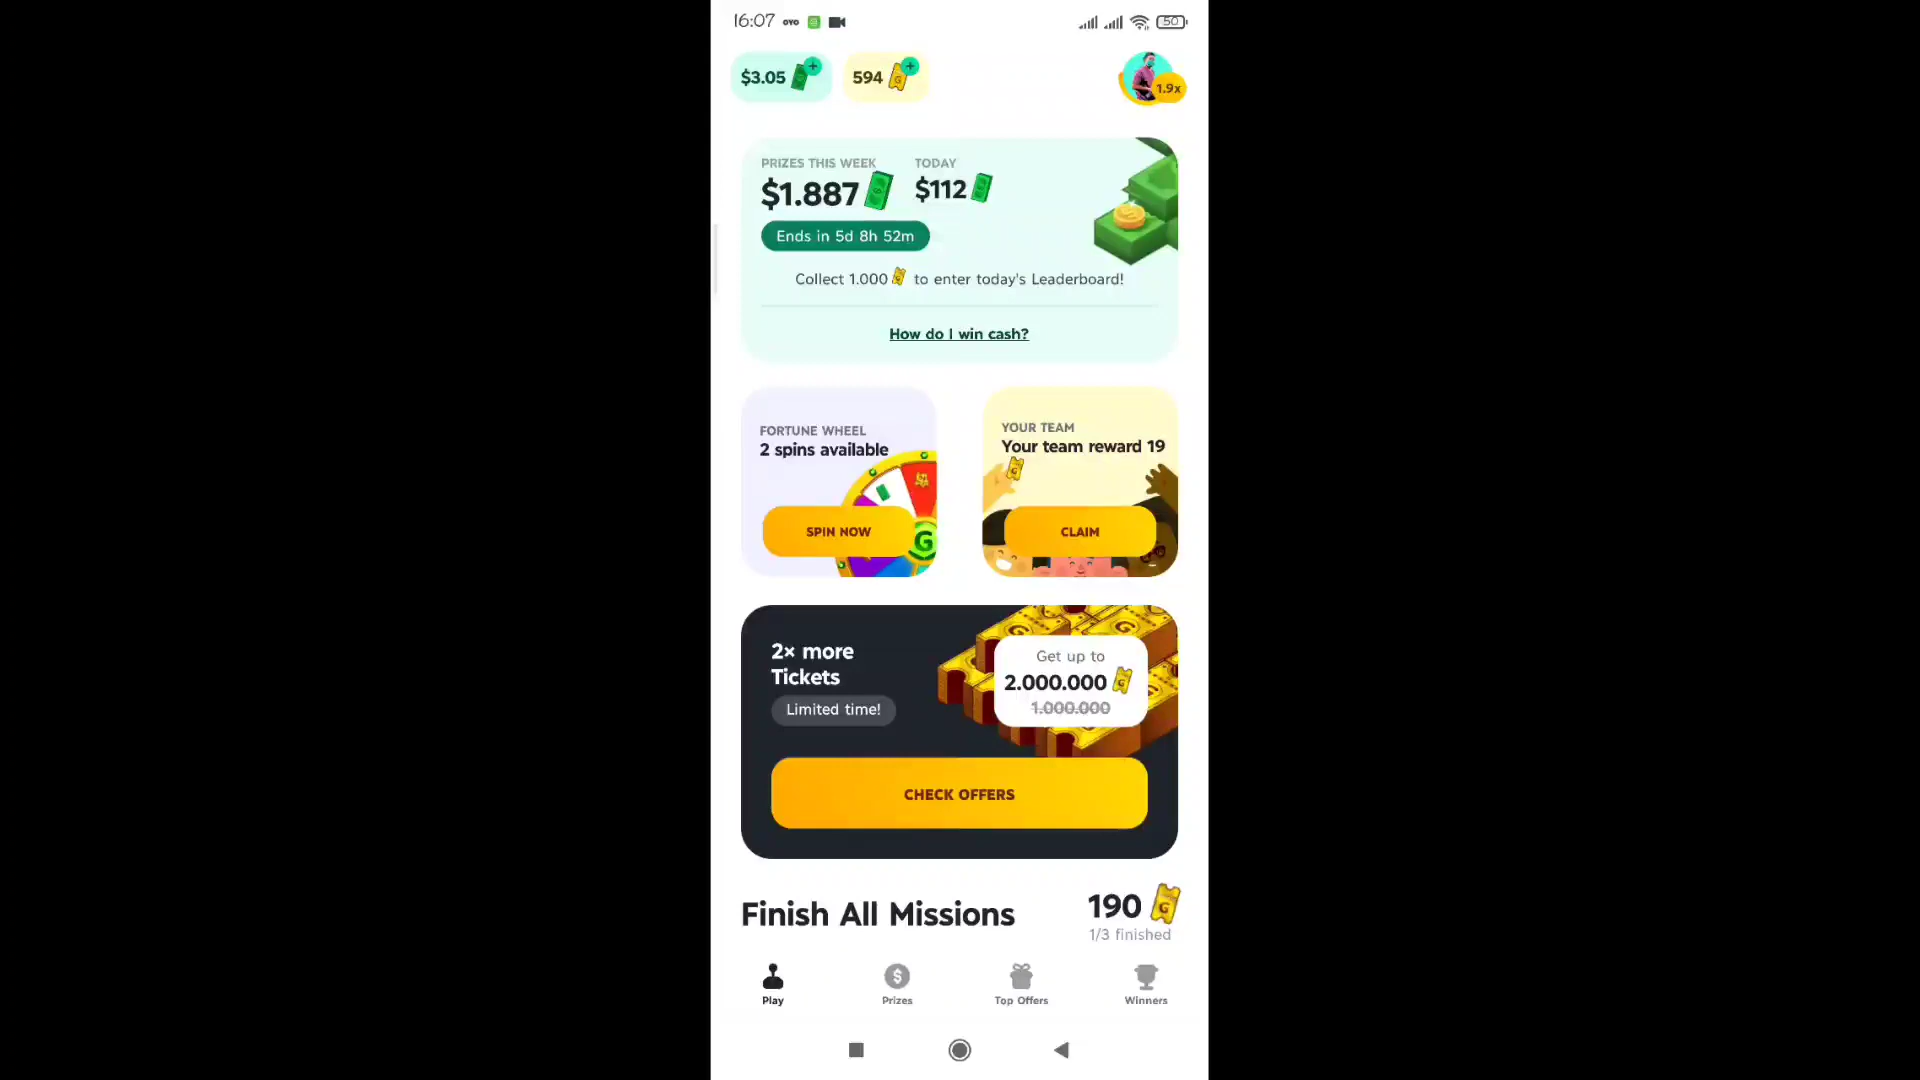 16:07 OVO 50
$3.05 594 1.9x
PRIZES THIS WEEK TODAY
$1.887 $112
Ends in 5d 8h 52m
Collect 1.000 to enter today's Leaderboard!
How do I win cash?
FORTUNE WHEEL
2 spins available
SPIN NOW
G
YOUR TEAM
Your team reward 19
G
CLAIM
2× more
Tickets
Limited time!
Get up to
2.000.000
1.000.000
CHECK OFFERS
Finish All Missions
190
1/3 finished
Play Prizes Top Offers Winners